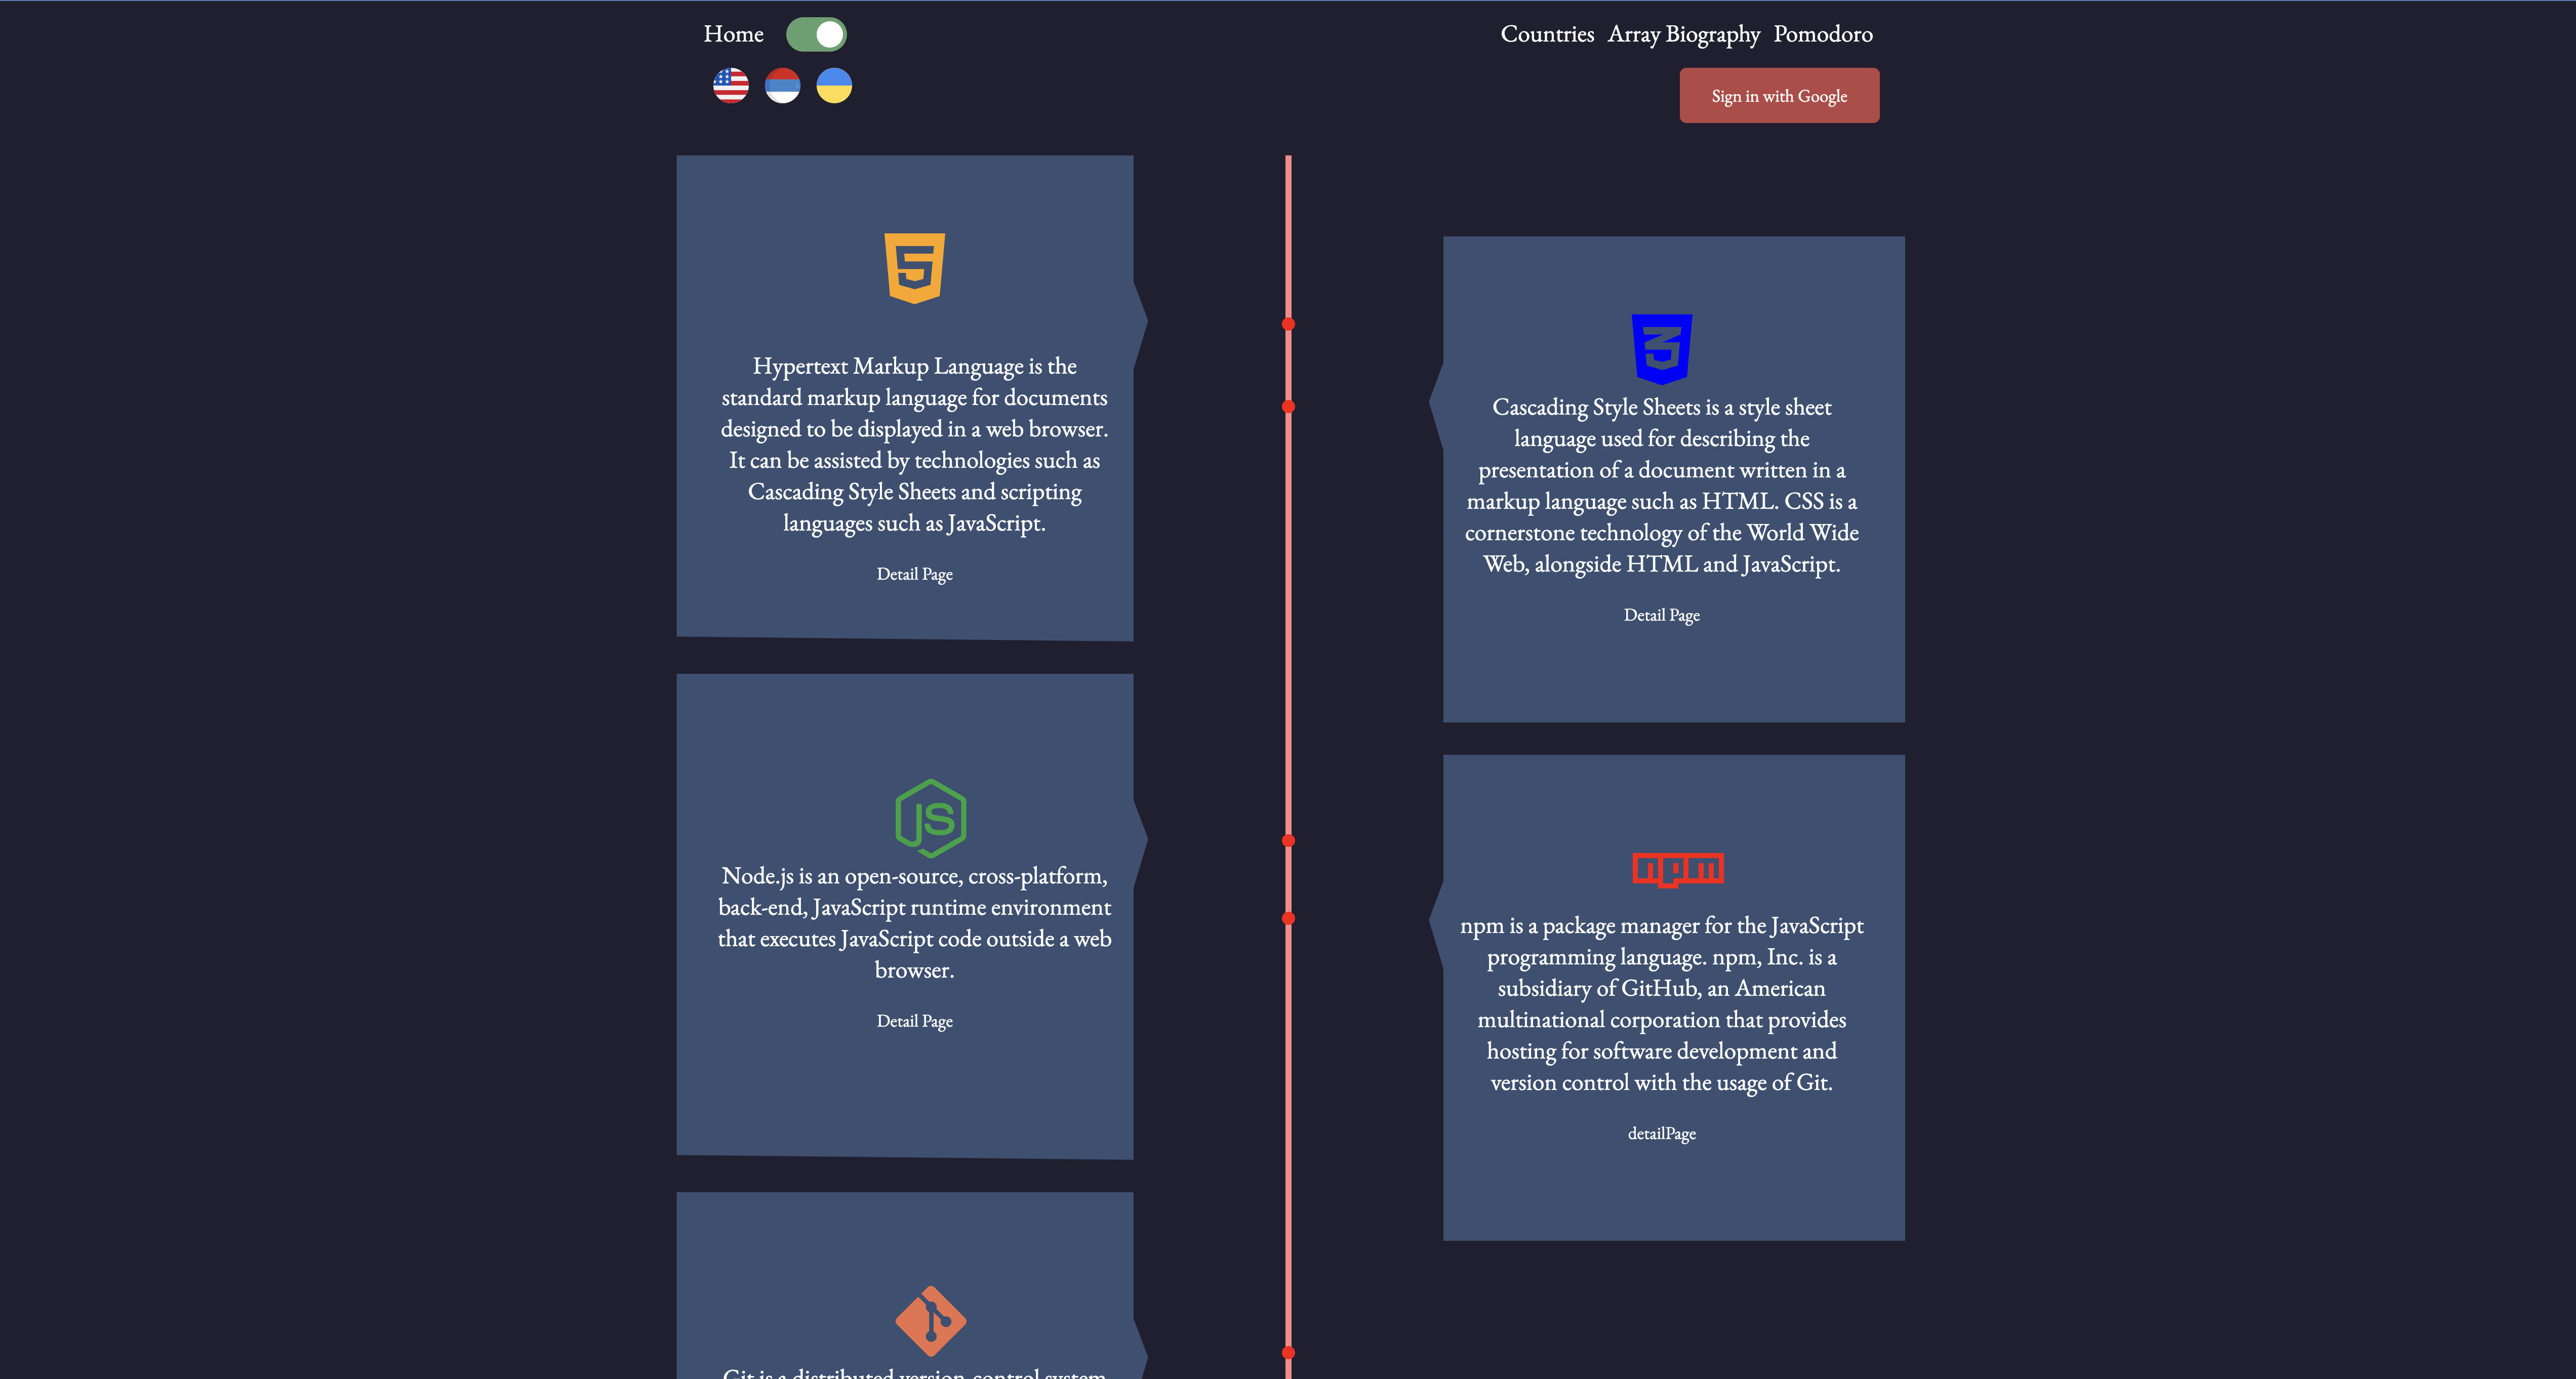 Home
Countries Array Biography Pomodoro
Sign in with Google
Hypertext Markup Language is the
standard markup language for documents
designed to be displayed in a web browser.
It can be assisted by technologies such as
Cascading Style Sheets and scripting
languages such as JavaScript.
Detail Page
Cascading Style Sheets is a style sheet
language used for describing the
presentation of a document written in a
markup language such as HTML. CSS is a
cornerstone technology of the World Wide
Web, alongside HTML and JavaScript.
Detail Page
JS
Node.js is an open-source, cross-platform,
back-end, JavaScript runtime environment
that executes JavaScript code outside a web
browser.
Detail Page
npm
npm is a package manager for the JavaScript
programming language. npm, Inc. is a
subsidiary of GitHub, an American
multinational corporation that provides
hosting for software development and
version control with the usage of Git.
detailPage
Git is a distributed version-control system